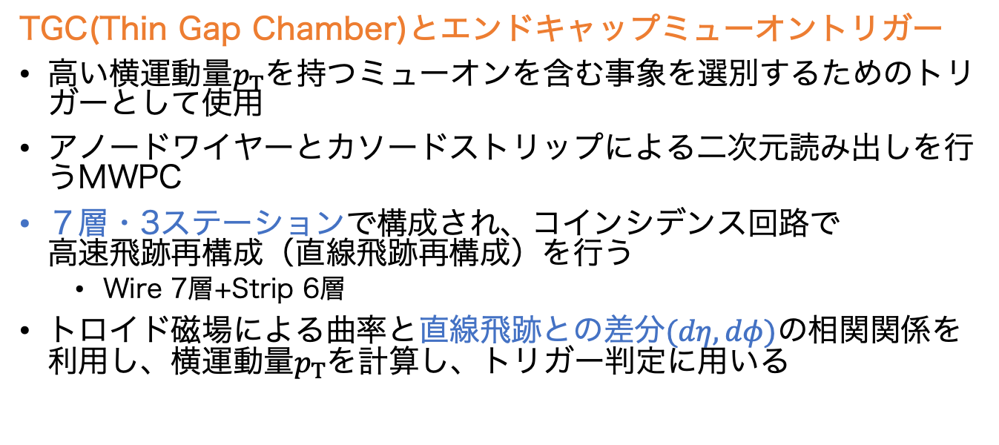 TGC(Thin Gap Chamber)とエンドキャップミューオントリガー
• 高い横運動量pTを持つミューオンを含む事象を選別するためのトリ
ガーとして使用
• アノードワイヤーとカソードストリップによる二次元読み出しを行
うMWPC
• 7層・3ステーションで構成され、コインシデンス回路で
高速飛跡再構成（直線飛跡再構成）を行う
• Wire 7層+Strip 6層
• トロイド磁場による曲率と直線飛跡との差分(dη, dϕ)の相関関係を
利用し、横運動量pTを計算し、トリガー判定に用いる